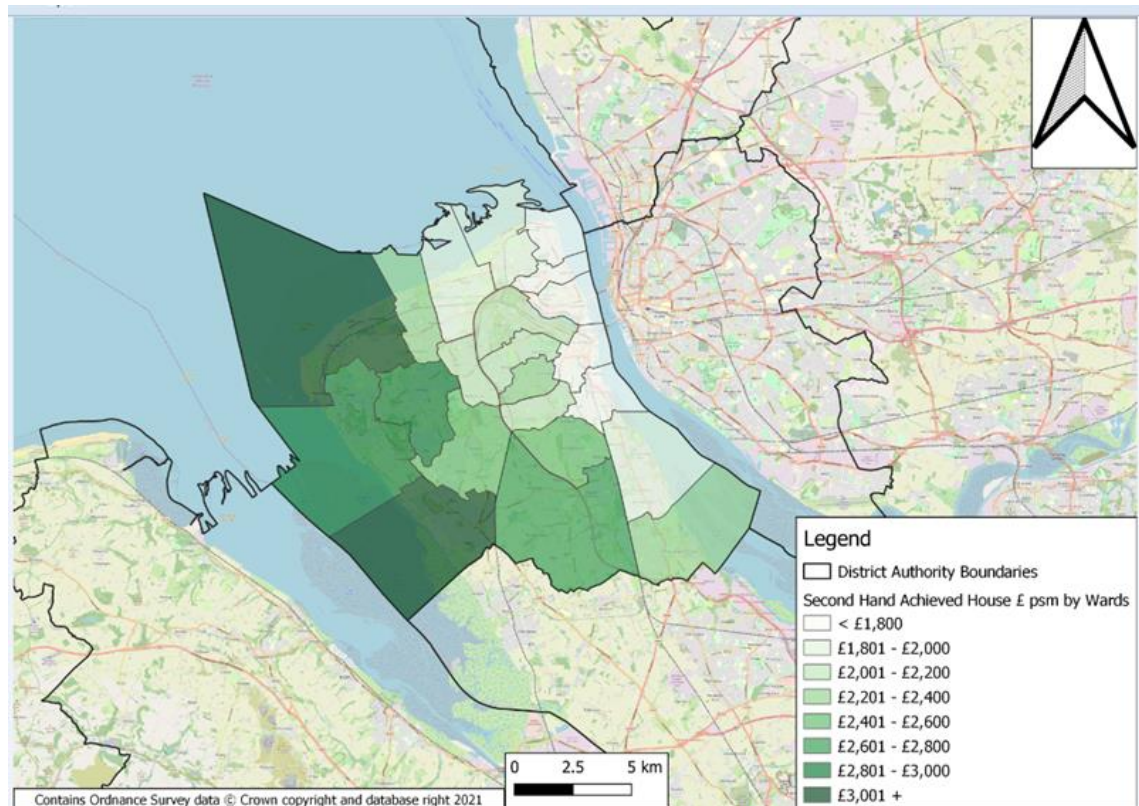 Legend
District Authority Boundaries
Second Hand Achieved House £ psm by Wards
< £1,800
£1,801 - £2,000
£2,001 - £2,200
£2,201 - £2,400
£2,401 - £2,600
£2,601 - £2,800
£2,801 - £3,000
£3,001 +
0 2.5 5 km
Contains Ordnance Survey data © Crown copyright and database right 2021